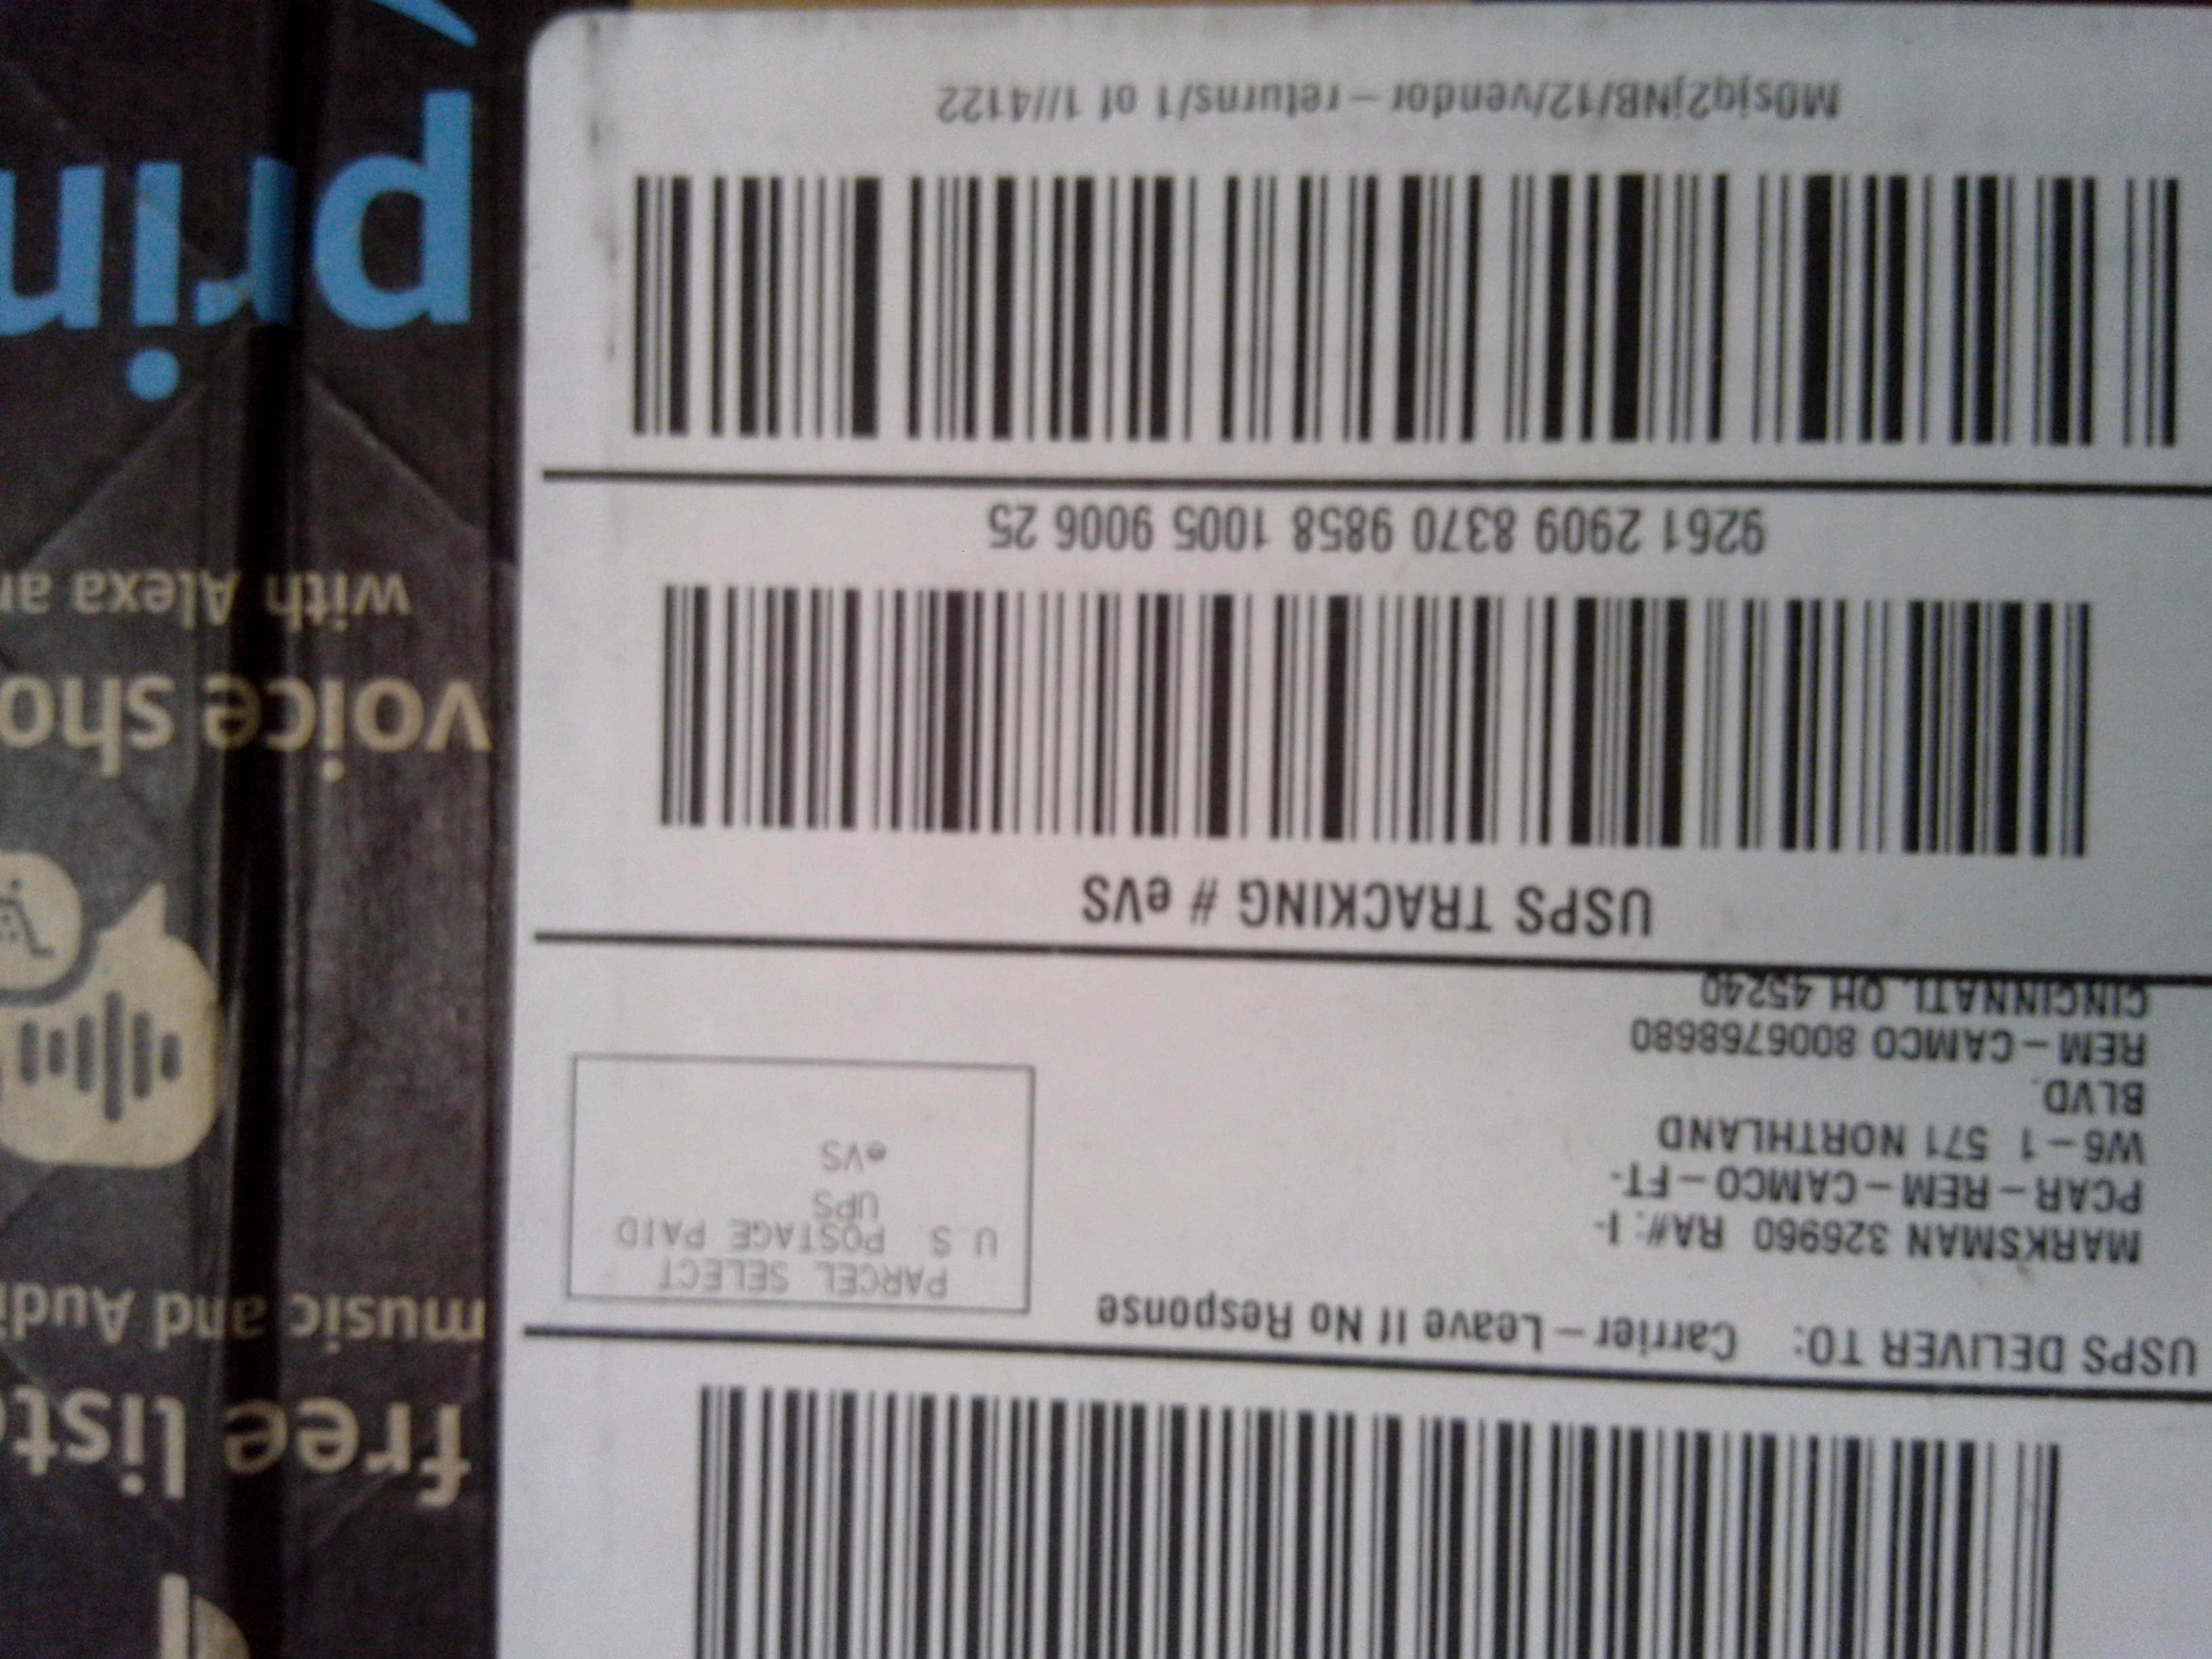 USPS DELIVER TO: Carrier – Leave If No Response
MARKSMAN 326960 RA#: I-
PCAR – REM – CAMCO – FT-
W6 – 1 571 NORTHLAND
BLVD.
REM – CAMCO 8006768680
CINCINNATI, OH 45240
PARCEL SELECT
U.S. POSTAGE PAID
UPS
eVS
USPS TRACKING # eVS
9261 2909 8370 9858 1005 9006 25
M0sjq2jNB/12/vendor – returns/1 of 1///4122
free liste
music and Audi
voice sho
with Alexa an
prin